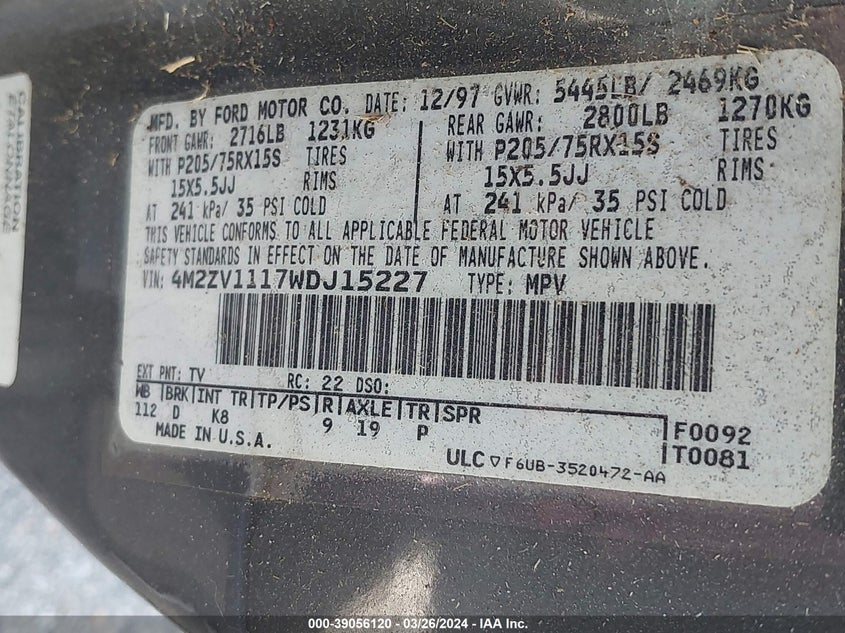 CALIBRATION
ETALONNAGE
MFD. BY FORD MOTOR CO. DATE: 12/97 GVWR: 5445LB/ 2469KG
FRONT GAWR: 2716LB 1231KG REAR GAWR: 2800LB 1270KG
WITH P205/75RX15S TIRES WITH P205/75RX15S TIRES
15X5.5JJ RIMS 15X5.5JJ RIMS
AT 241 kPa/ 35 PSI COLD AT 241 kPa/ 35 PSI COLD
THIS VEHICLE CONFORMS TO ALL APPLICABLE FEDERAL MOTOR VEHICLE
SAFETY STANDARDS IN EFFECT ON THE DATE OF MANUFACTURE SHOWN ABOVE.
VIN: 4M2ZV1117WDJ15227 TYPE: MPV
EXT PNT: TV RC: 22 DSO:
WB BRK INT TR TP/PS R AXLE TR SPR
112 D K8 9 19 P F0092
MADE IN U.S.A. T0081
ULC F6UB-3520472-AA
000-39056120 - 03/26/2024 - IAAI.COM